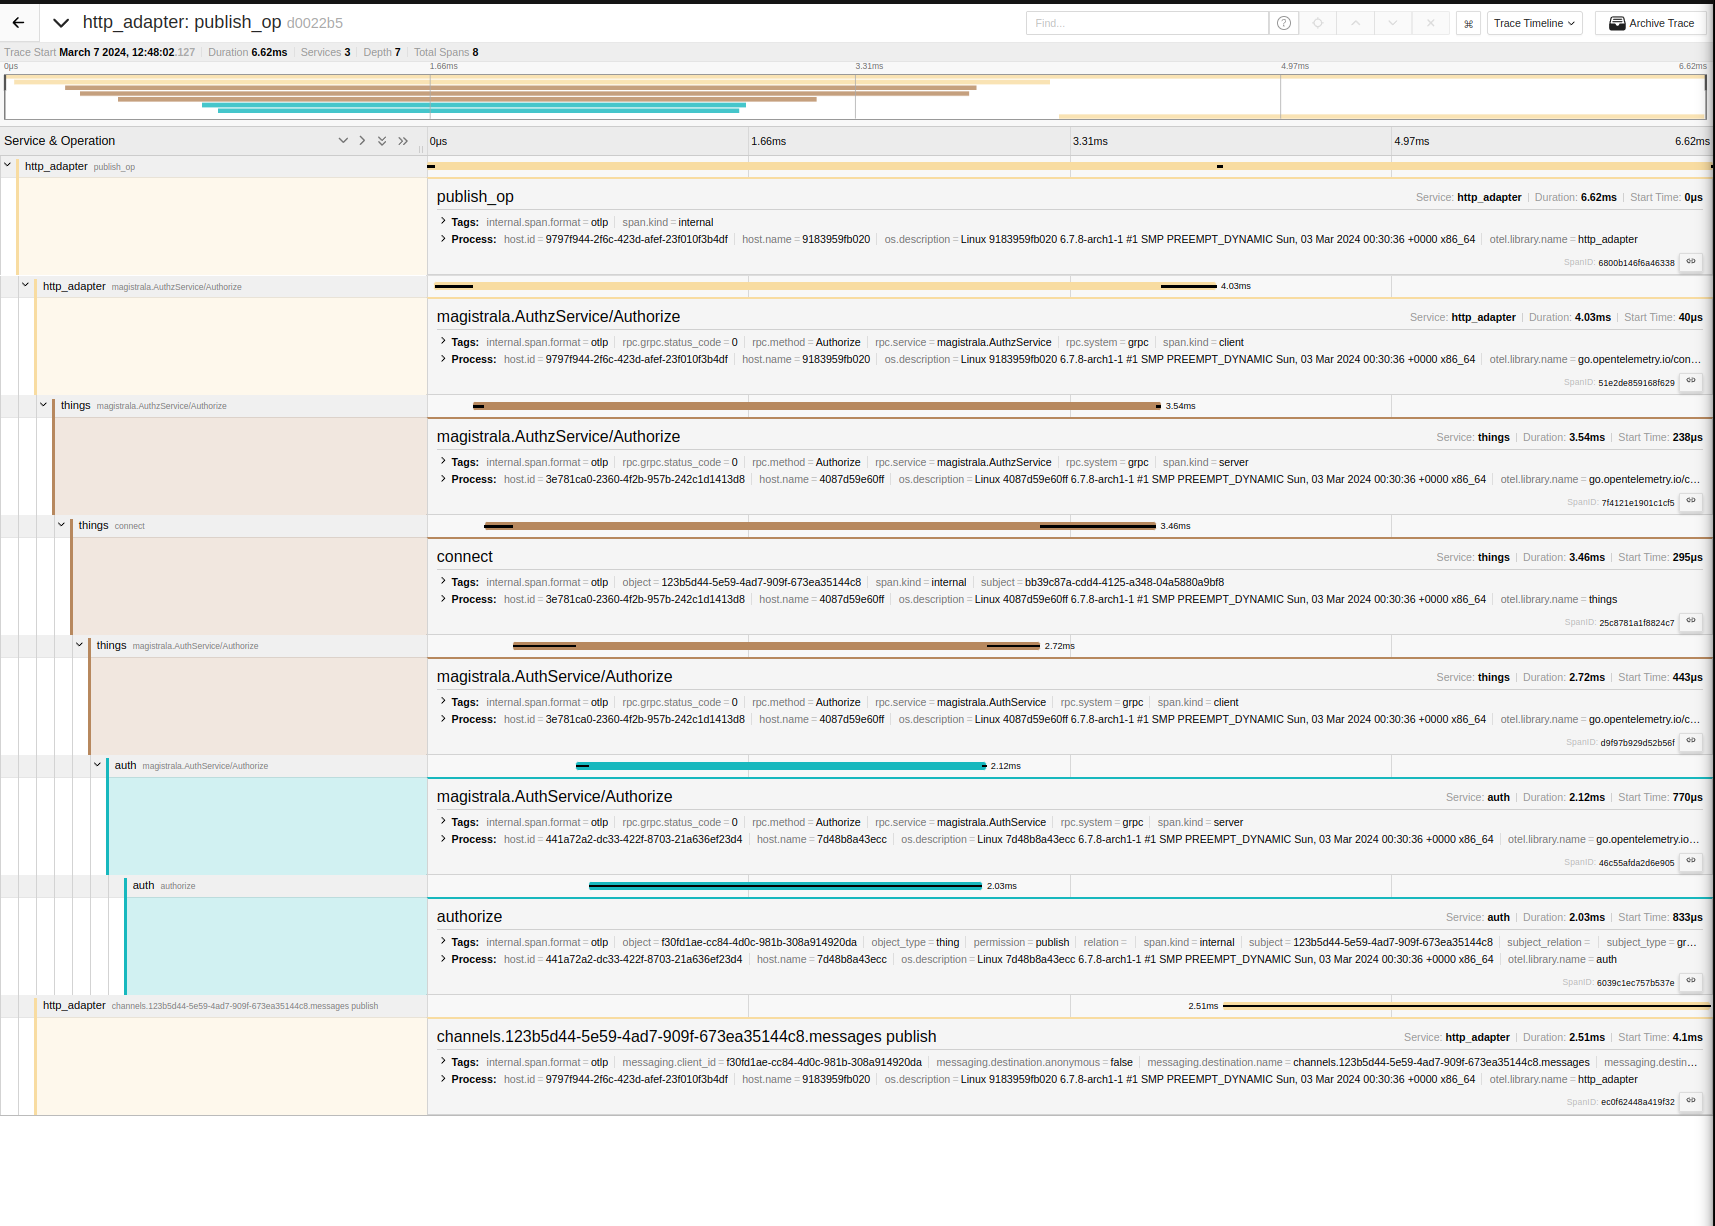 http_adapter: publish_op d0022b5 Find... ? ⌘ Trace Timeline Archive Trace
Trace Start March 7 2024, 12:48:02.127 Duration 6.62ms Services 3 Depth 7 Total Spans 8
0μs 1.66ms 3.31ms 4.97ms 6.62ms
Service & Operation 0μs 1.66ms 3.31ms 4.97ms 6.62ms
http_adapter publish_op
publish_op Service: http_adapter Duration: 6.62ms Start Time: 0μs
Tags: internal.span.format = otlp span.kind = internal
Process: host.id = 9797f944-2f6c-423d-afef-23f010f3b4df host.name = 9183959fb020 os.description = Linux 9183959fb020 6.7.8-arch1-1 #1 SMP PREEMPT_DYNAMIC Sun, 03 Mar 2024 00:30:36 +0000 x86_64 otel.library.name = http_adapter
SpanID: 6800b146f6a46338
http_adapter magistrala.AuthzService/Authorize 4.03ms
magistrala.AuthzService/Authorize Service: http_adapter Duration: 4.03ms Start Time: 40μs
Tags: internal.span.format = otlp rpc.grpc.status_code = 0 rpc.method = Authorize rpc.service = magistrala.AuthzService rpc.system = grpc span.kind = client
Process: host.id = 9797f944-2f6c-423d-afef-23f010f3b4df host.name = 9183959fb020 os.description = Linux 9183959fb020 6.7.8-arch1-1 #1 SMP PREEMPT_DYNAMIC Sun, 03 Mar 2024 00:30:36 +0000 x86_64 otel.library.name = go.opentelemetry.io/con...
SpanID: 51e2de859168f629
things magistrala.AuthzService/Authorize 3.54ms
magistrala.AuthzService/Authorize Service: things Duration: 3.54ms Start Time: 238μs
Tags: internal.span.format = otlp rpc.grpc.status_code = 0 rpc.method = Authorize rpc.service = magistrala.AuthzService rpc.system = grpc span.kind = server
Process: host.id = 3e781ca0-2360-4f2b-957b-242c1d1413d8 host.name = 4087d59e60ff os.description = Linux 4087d59e60ff 6.7.8-arch1-1 #1 SMP PREEMPT_DYNAMIC Sun, 03 Mar 2024 00:30:36 +0000 x86_64 otel.library.name = go.opentelemetry.io/c...
SpanID: 7f4121e1901c1cf5
things connect 3.46ms
connect Service: things Duration: 3.46ms Start Time: 295μs
Tags: internal.span.format = otlp object = 123b5d44-5e59-4ad7-909f-673ea35144c8 span.kind = internal subject = bb39c87a-cdd4-4125-a348-04a5880a9bf8
Process: host.id = 3e781ca0-2360-4f2b-957b-242c1d1413d8 host.name = 4087d59e60ff os.description = Linux 4087d59e60ff 6.7.8-arch1-1 #1 SMP PREEMPT_DYNAMIC Sun, 03 Mar 2024 00:30:36 +0000 x86_64 otel.library.name = things
SpanID: 25c8781a1f8824c7
things magistrala.AuthService/Authorize 2.72ms
magistrala.AuthService/Authorize Service: things Duration: 2.72ms Start Time: 443μs
Tags: internal.span.format = otlp rpc.grpc.status_code = 0 rpc.method = Authorize rpc.service = magistrala.AuthService rpc.system = grpc span.kind = client
Process: host.id = 3e781ca0-2360-4f2b-957b-242c1d1413d8 host.name = 4087d59e60ff os.description = Linux 4087d59e60ff 6.7.8-arch1-1 #1 SMP PREEMPT_DYNAMIC Sun, 03 Mar 2024 00:30:36 +0000 x86_64 otel.library.name = go.opentelemetry.io/c...
SpanID: d9f97b929d52b56f
auth magistrala.AuthService/Authorize 2.12ms
magistrala.AuthService/Authorize Service: auth Duration: 2.12ms Start Time: 770μs
Tags: internal.span.format = otlp rpc.grpc.status_code = 0 rpc.method = Authorize rpc.service = magistrala.AuthService rpc.system = grpc span.kind = server
Process: host.id = 441a72a2-dc33-422f-8703-21a636ef23d4 host.name = 7d48b8a43ecc os.description = Linux 7d48b8a43ecc 6.7.8-arch1-1 #1 SMP PREEMPT_DYNAMIC Sun, 03 Mar 2024 00:30:36 +0000 x86_64 otel.library.name = go.opentelemetry.io...
SpanID: 46c55afda2d6e905
auth authorize 2.03ms
authorize Service: auth Duration: 2.03ms Start Time: 833μs
Tags: internal.span.format = otlp object = f30fd1ae-cc84-4d0c-981b-308a914920da object_type = thing permission = publish relation = span.kind = internal subject = 123b5d44-5e59-4ad7-909f-673ea35144c8 subject_relation = subject_type = gr...
Process: host.id = 441a72a2-dc33-422f-8703-21a636ef23d4 host.name = 7d48b8a43ecc os.description = Linux 7d48b8a43ecc 6.7.8-arch1-1 #1 SMP PREEMPT_DYNAMIC Sun, 03 Mar 2024 00:30:36 +0000 x86_64 otel.library.name = auth
SpanID: 6039c1ec757b537e
http_adapter channels.123b5d44-5e59-4ad7-909f-673ea35144c8.messages publish 2.51ms
channels.123b5d44-5e59-4ad7-909f-673ea35144c8.messages publish Service: http_adapter Duration: 2.51ms Start Time: 4.1ms
Tags: internal.span.format = otlp messaging.client_id = f30fd1ae-cc84-4d0c-981b-308a914920da messaging.destination.anonymous = false messaging.destination.name = channels.123b5d44-5e59-4ad7-909f-673ea35144c8.messages messaging.destin...
Process: host.id = 9797f944-2f6c-423d-afef-23f010f3b4df host.name = 9183959fb020 os.description = Linux 9183959fb020 6.7.8-arch1-1 #1 SMP PREEMPT_DYNAMIC Sun, 03 Mar 2024 00:30:36 +0000 x86_64 otel.library.name = http_adapter
SpanID: ec0f62448a419f32